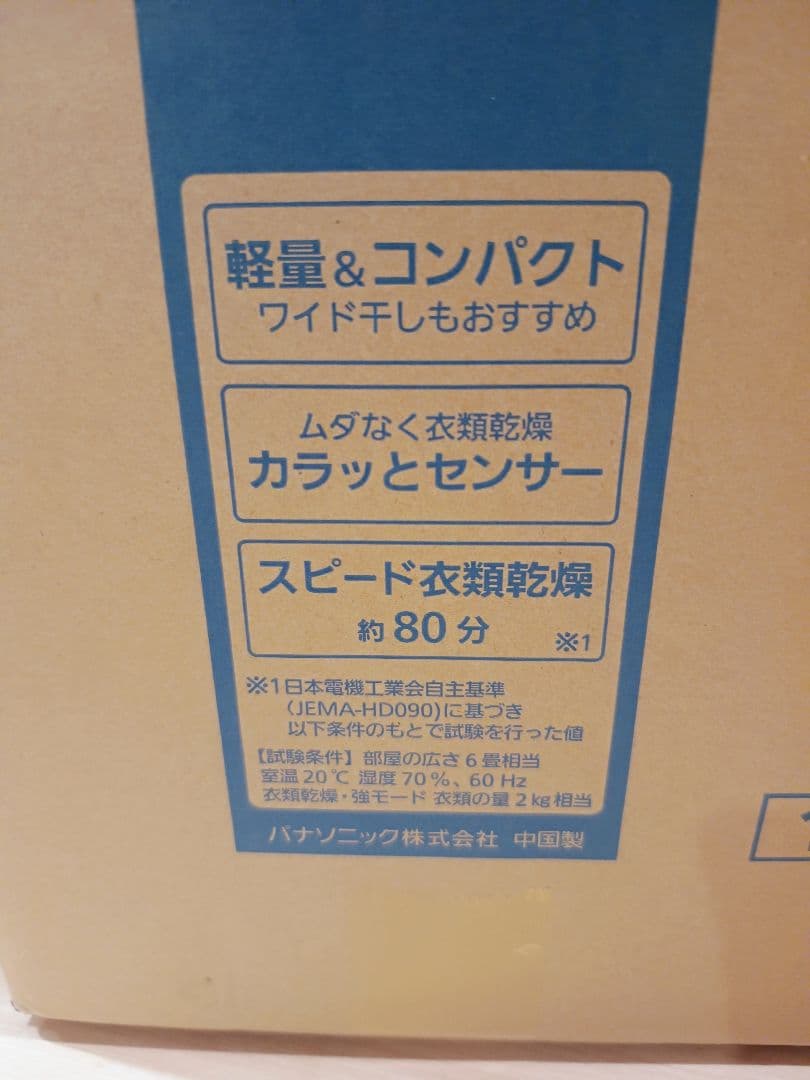 軽量&コンパクト
ワイド干しもおすすめ
ムダなく衣類乾燥
カラッとセンサー
スピード衣類乾燥
約80分 ※1
※1日本電機工業会自主基準
(JEMA-HD090)に基づき
以下条件のもとで試験を行った値
【試験条件】部屋の広さ6畳相当
室温20℃ 湿度70%、60Hz
衣類乾燥・強モード 衣類の量2kg相当
パナソニック株式会社 中国製